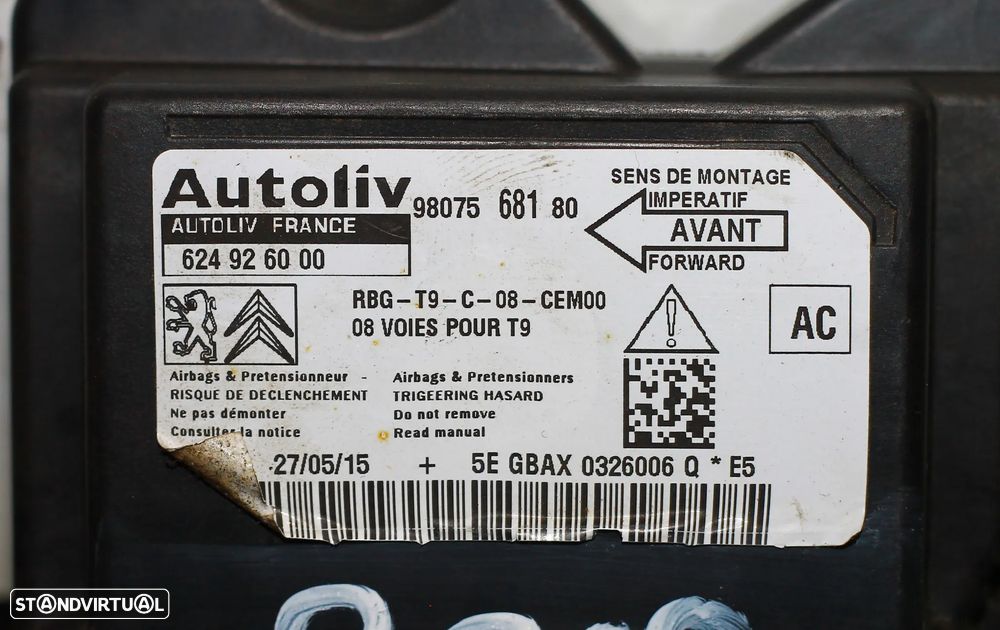 Autoliv
AUTOLIV FRANCE
624 92 60 00
98075 681 80
SENS DE MONTAGE
IMPERATIF
AVANT
FORWARD
RBG-T9-C-08-CEM00
08 VOIES POUR T9
AC
Airbags & Pretensionneur -
RISQUE DE DECLENCHEMENT
Ne pas démonter
Consulter la notice
Airbags & Pretensionners
TRIGEERING HASARD
Do not remove
Read manual
27/05/15 + 5E GBAX 0326006 Q * E5
STANDVIRTUAL